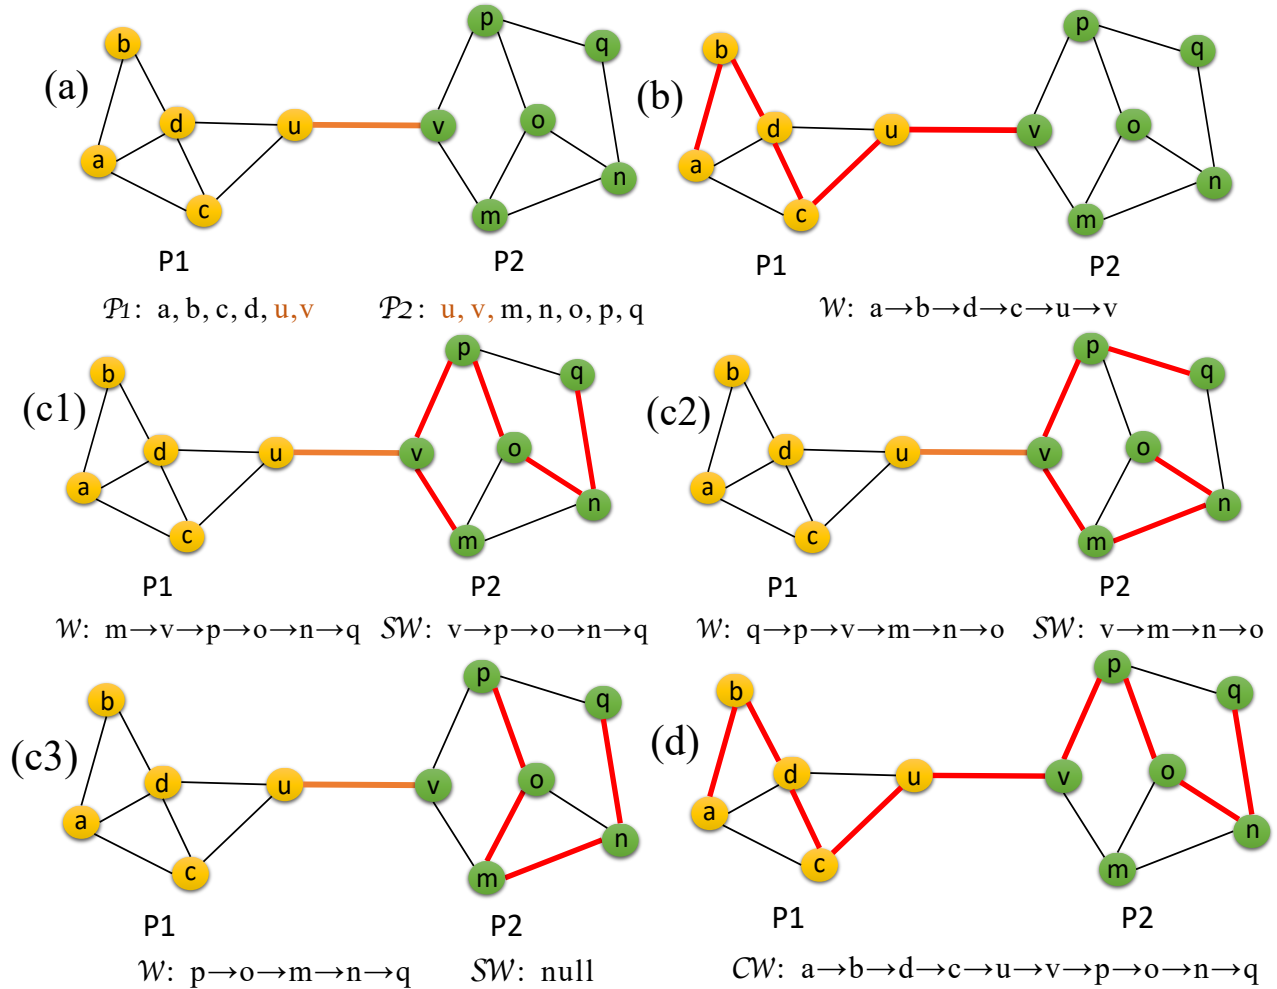 (a)
b
a
d
c
u
v
p
q
o
n
m
P1
P2
P1: a, b, c, d, u,v
P2: u, v, m, n, o, p, q
(b)
b
a
d
c
u
v
p
q
o
n
m
P1
P2
W: a→b→d→c→u→v
(c1)
b
a
d
c
u
v
p
q
o
n
m
P1
P2
W: m→v→p→o→n→q
SW: v→p→o→n→q
(c2)
b
a
d
c
u
v
p
q
o
n
m
P1
P2
W: q→p→v→m→n→o
SW: v→m→n→o
(c3)
b
a
d
c
u
v
p
q
o
n
m
P1
P2
W: p→o→m→n→q
SW: null
(d)
b
a
d
c
u
v
p
q
o
n
m
P1
P2
CW: a→b→d→c→u→v→p→o→n→q